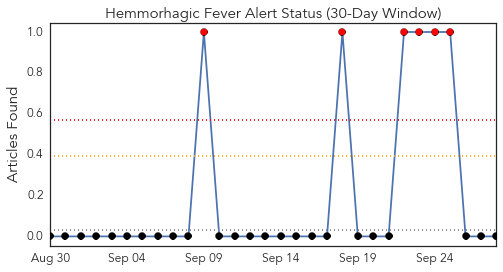 Hemmorhagic Fever Alert Status (30-Day Window)
Articles Found
1.0
0.8
0.6
0.4
0.2
0.0
Aug 30 Sep 04 Sep 09 Sep 14 Sep 19 Sep 24